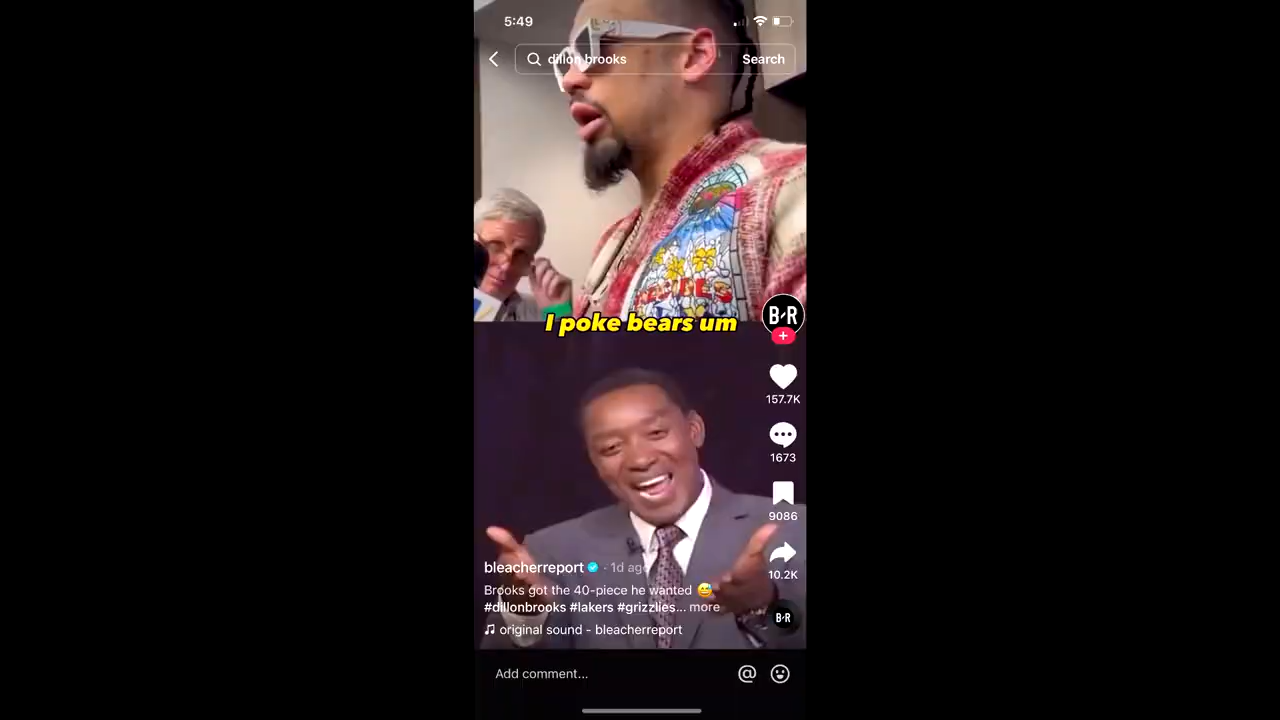 5:49
dillon brooks
Search
I poke bears um
B/R
157.7K
1673
9086
bleacherreport · 1d ago
10.2K
Brooks got the 40-piece he wanted 😅
#dillonbrooks #lakers #grizzlies... more
B/R
original sound - bleacherreport
Add comment...
@